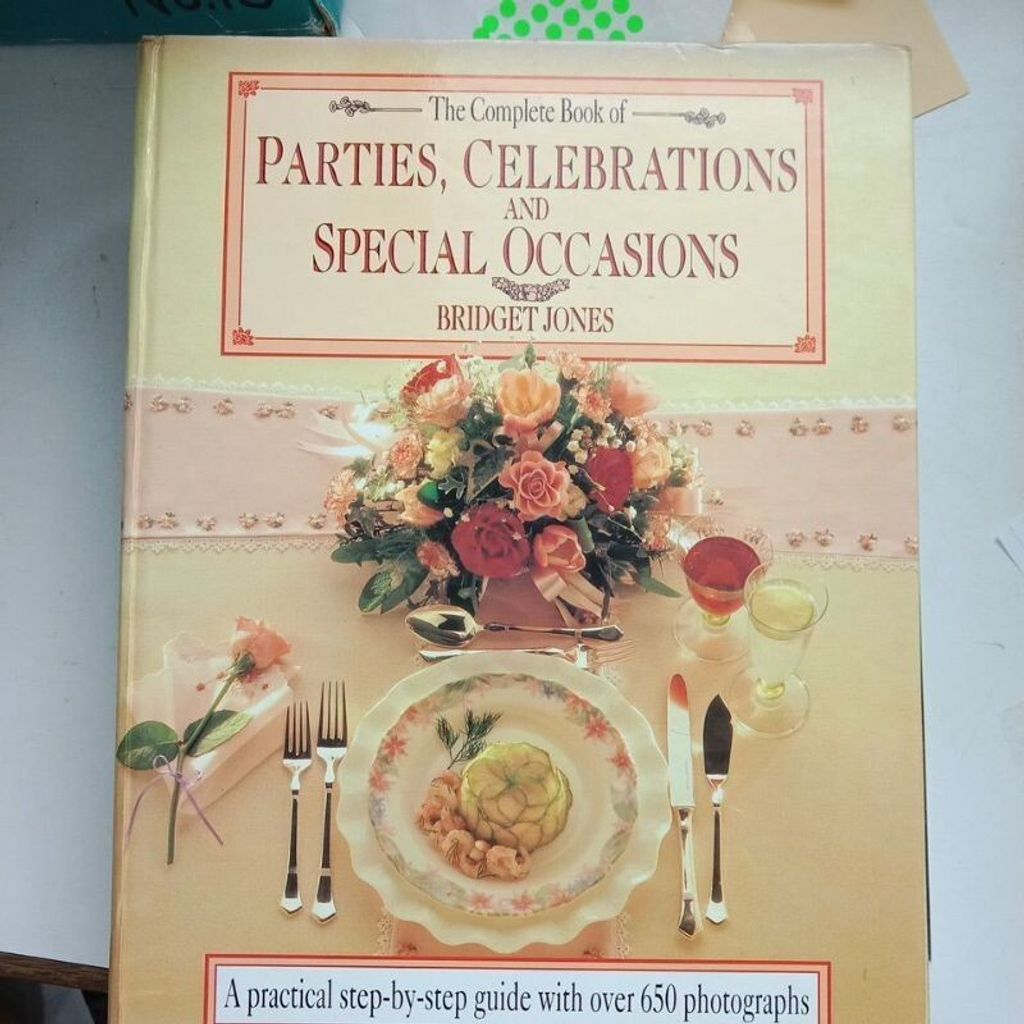 The Complete Book of
PARTIES, CELEBRATIONS
AND
SPECIAL OCCASIONS
BRIDGET JONES
A practical step-by-step guide with over 650 photographs